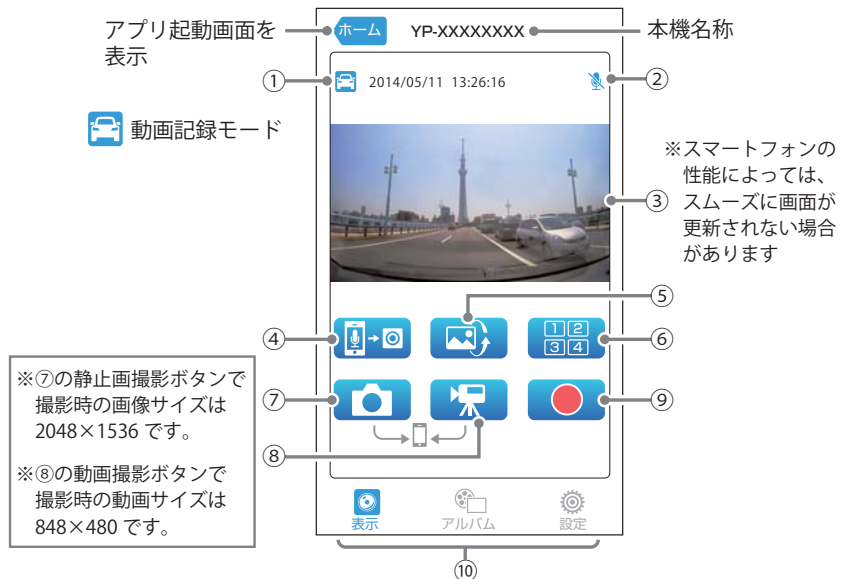 アプリ起動画面を
表示
ホーム
YP-XXXXXXXX
本機名称
①
2014/05/11 13:26:16
②
動画記録モード
※スマートフォンの
性能によっては、
スムーズに画面が
更新されない場合
があります
③
⑤
④
1 2
3 4
⑥
※⑦の静止画撮影ボタンで
撮影時の画像サイズは
2048×1536 です。
※⑧の動画撮影ボタンで
撮影時の動画サイズは
848×480 です。
⑦
⑨
⑧
表示
アルバム
設定
⑩